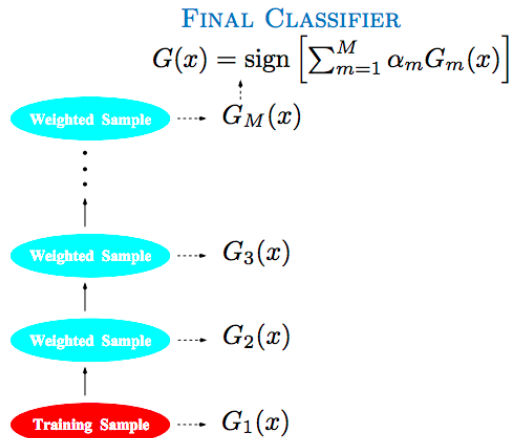 FINAL CLASSIFIER
G(x) = sign [∑_{m=1}^{M} α_m G_m(x)]
Weighted Sample G_M(x)
Weighted Sample G_3(x)
Weighted Sample G_2(x)
Training Sample G_1(x)